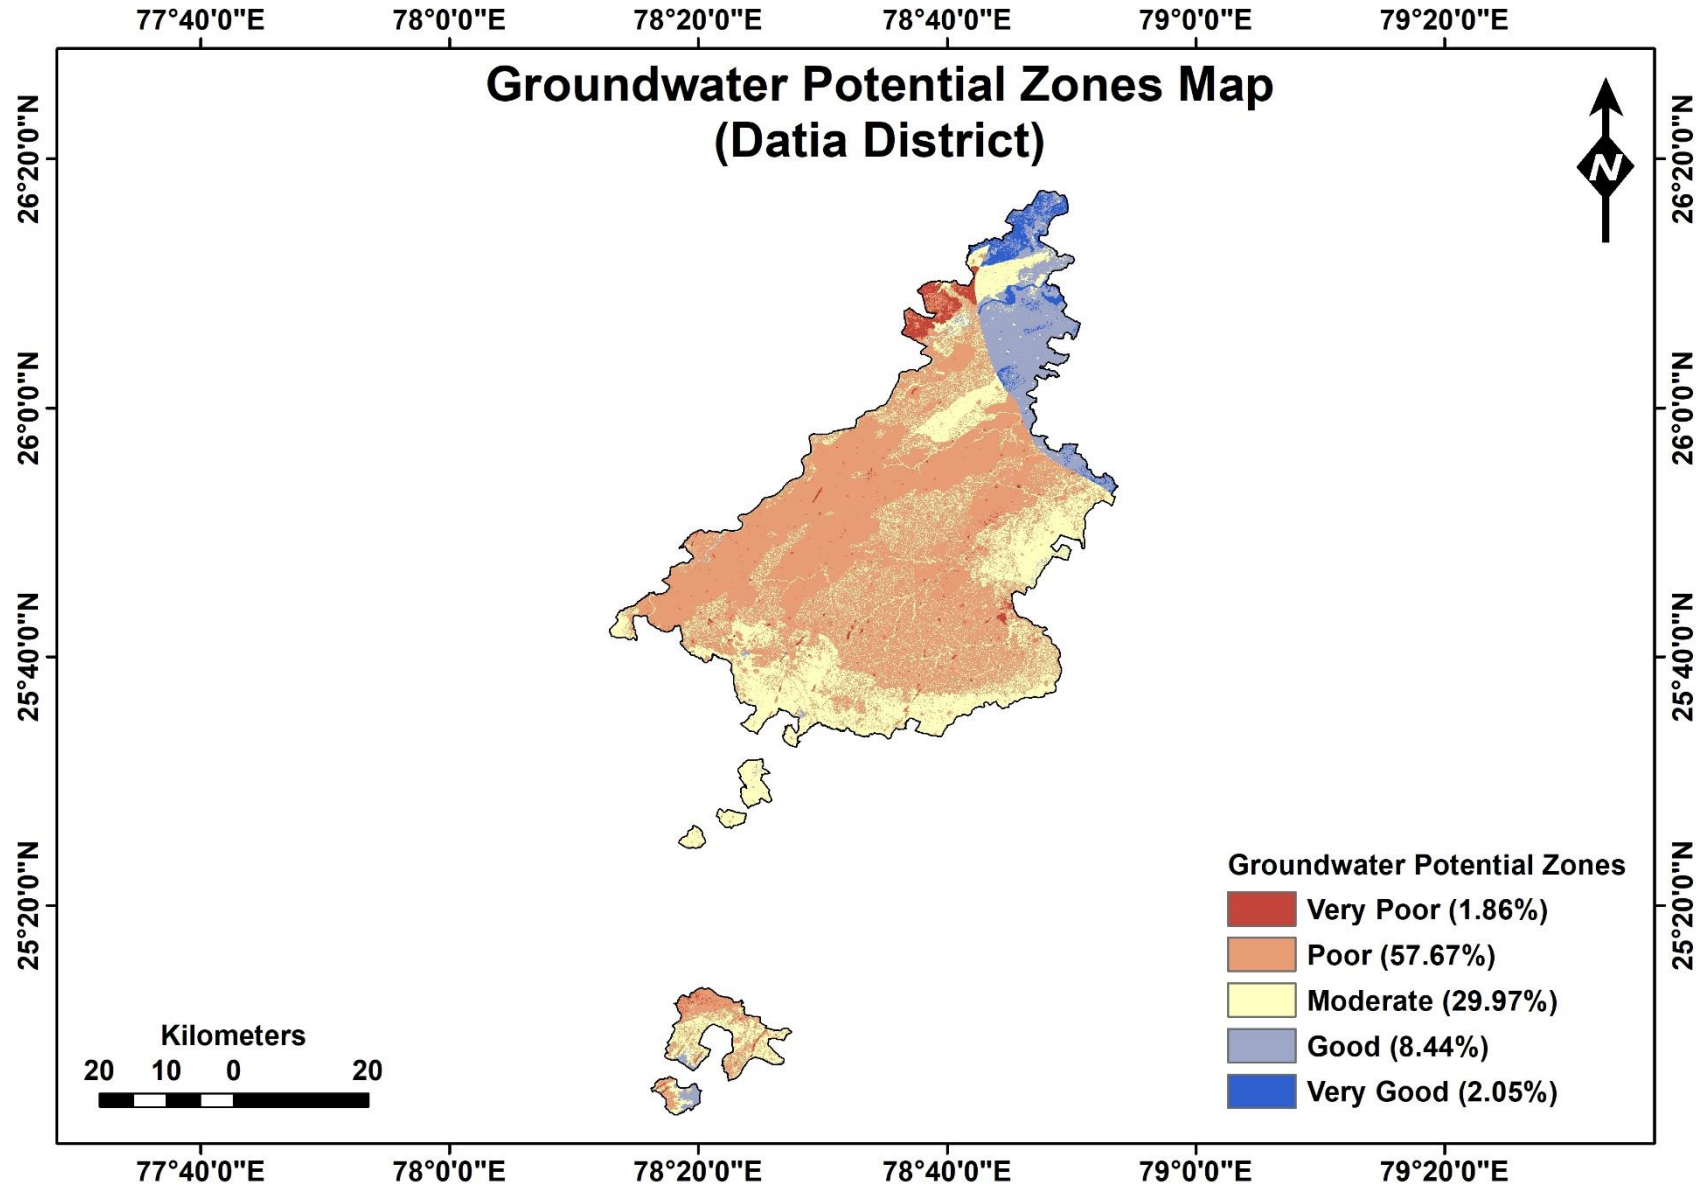 77°40'0"E 78°0'0"E 78°20'0"E 78°40'0"E 79°0'0"E 79°20'0"E
Groundwater Potential Zones Map
(Datia District)
N
26°20'0"N 26°20'0"N
26°0'0"N 26°0'0"N
25°40'0"N 25°40'0"N
25°20'0"N 25°20'0"N
Groundwater Potential Zones
Very Poor (1.86%)
Poor (57.67%)
Moderate (29.97%)
Good (8.44%)
Very Good (2.05%)
Kilometers
20 10 0 20
77°40'0"E 78°0'0"E 78°20'0"E 78°40'0"E 79°0'0"E 79°20'0"E